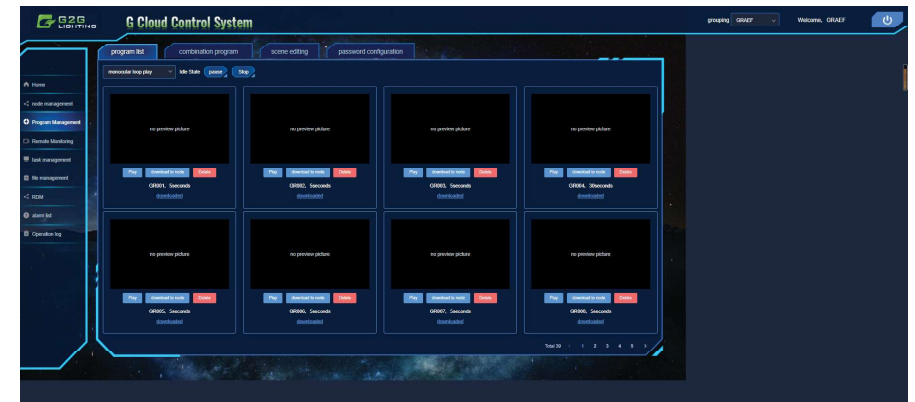 G2G LIGHTING
G Cloud Control System
grouping GRAEF Welcome, GRAEF
program list combination program scene editing password configuration
monocular loop play Idle State pause Stop
Home
node management
Program Management
Remote Monitoring
task management
file management
RDM
alarm list
Operation log
no preview picture no preview picture no preview picture no preview picture
Play download to node Delete Play download to node Delete Play download to node Delete Play download to node Delete
GR001, 5seconds GR002, 5seconds GR003, 5seconds GR004, 30seconds
downloaded downloaded downloaded downloaded
no preview picture no preview picture no preview picture no preview picture
Play download to node Delete Play download to node Delete Play download to node Delete Play download to node Delete
GR005, 5seconds GR006, 5seconds GR007, 5seconds GR008, 5seconds
downloaded downloaded downloaded downloaded
Total 39 < 1 2 3 4 5 >